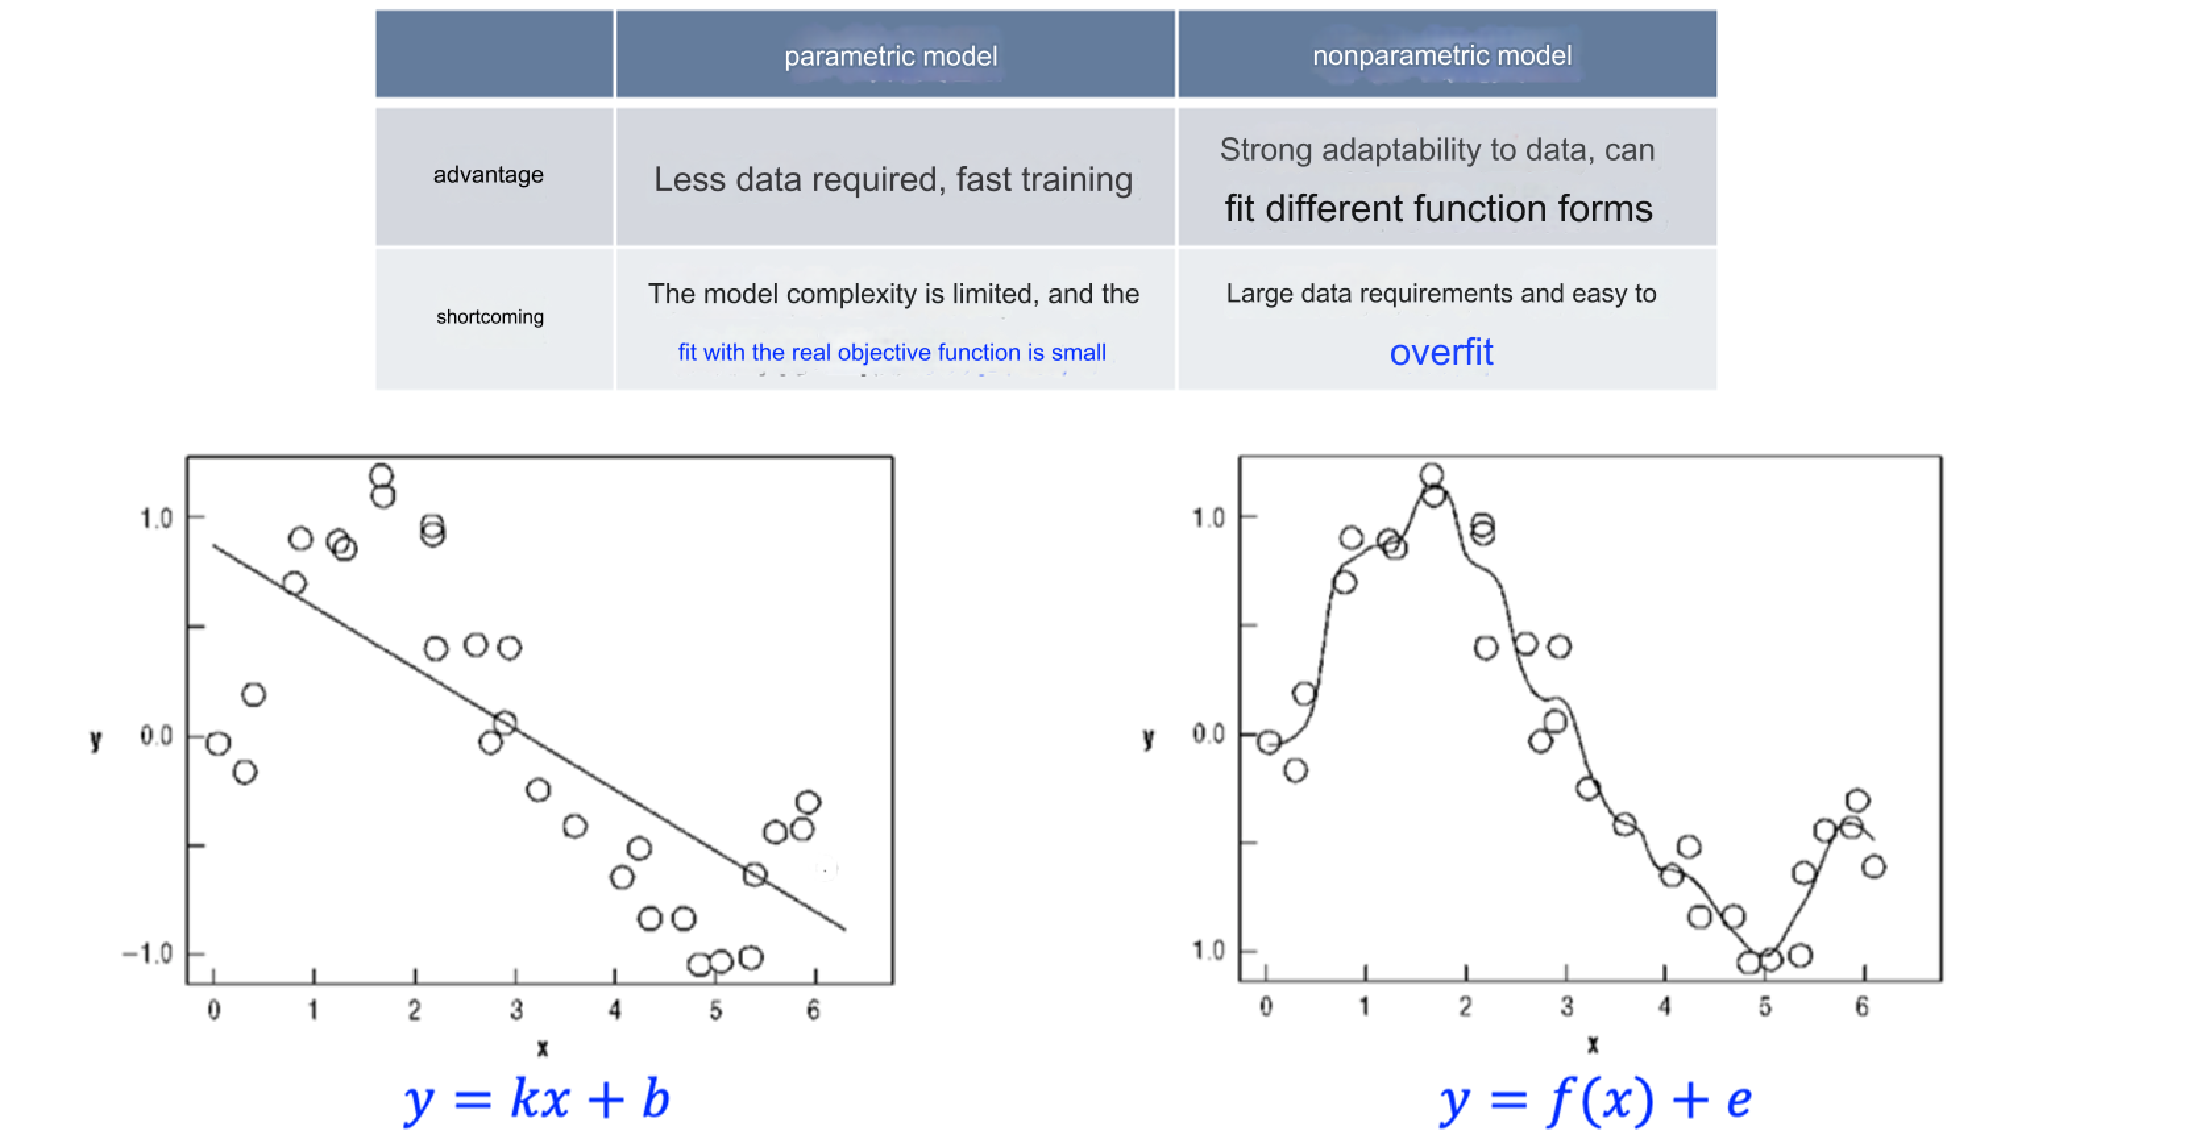 parametric model
nonparametric model
advantage
Less data required, fast training
Strong adaptability to data, can
fit different function forms
shortcoming
The model complexity is limited, and the
fit with the real objective function is small
Large data requirements and easy to
overfit
1.0
y
0.0
−1.0
0 1 2 3 4 5 6
x
y = kx + b
1.0
y
0.0
1.0
0 1 2 3 4 5 6
x
y = f(x) + e